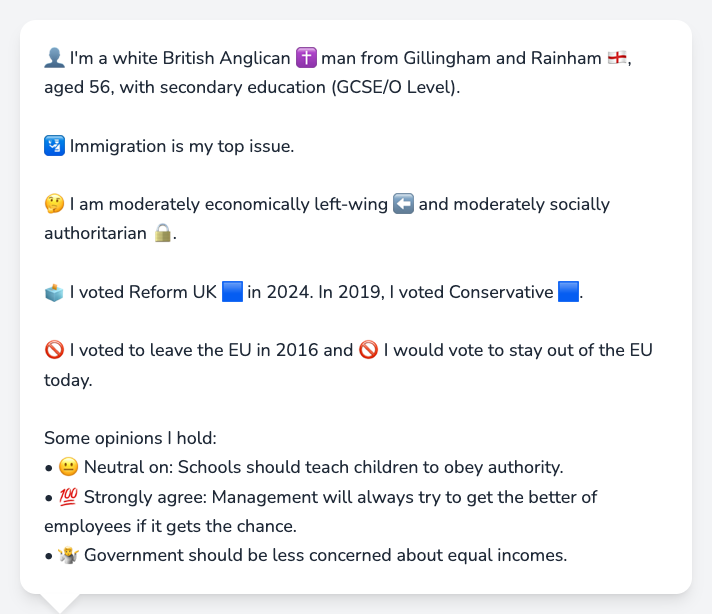 👤 I'm a white British Anglican ✝️ man from Gillingham and Rainham 🏴󠁧󠁢󠁥󠁮󠁧󠁿,
aged 56, with secondary education (GCSE/O Level).
🛂 Immigration is my top issue.
🤔 I am moderately economically left-wing ⬅️ and moderately socially
authoritarian 🔒.
🗳️ I voted Reform UK 🟦 in 2024. In 2019, I voted Conservative 🟦.
🚫 I voted to leave the EU in 2016 and 🚫 I would vote to stay out of the EU
today.
Some opinions I hold:
• 😐 Neutral on: Schools should teach children to obey authority.
• 💯 Strongly agree: Management will always try to get the better of
employees if it gets the chance.
• 🤷 Government should be less concerned about equal incomes.